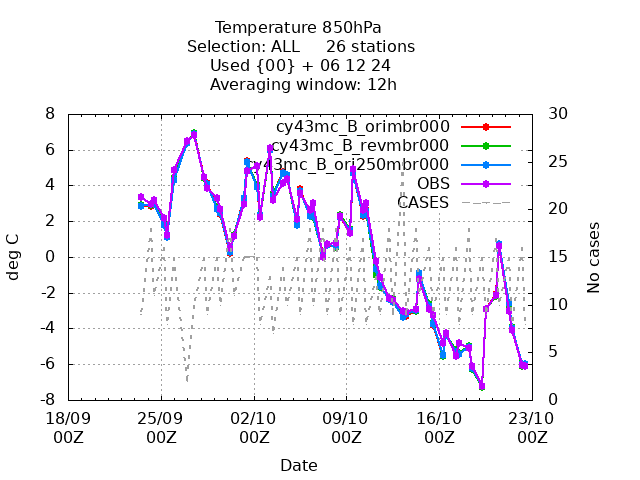 Temperature 850hPa
Selection: ALL 26 stations
Used {00} + 06 12 24
Averaging window: 12h
cy43mc_B_orimbr000
cy43mc_B_revmbr000
cy43mc_B_ori250mbr000
OBS
CASES
deg C
8
6
4
2
0
-2
-4
-6
-8
No cases
30
25
20
15
10
5
0
18/09 25/09 02/10 09/10 16/10 23/10
00Z 00Z 00Z 00Z 00Z 00Z
Date